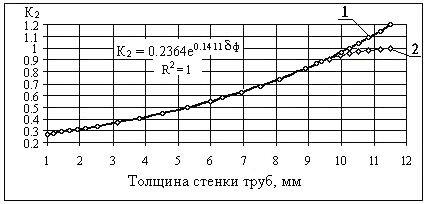 K₂
1.2
1.1
1
0.9
0.8
0.7
0.6
0.5
0.4
0.3
0.2
K₂ = 0.2364e^0.1411δф
R² = 1
1
2
1 2 3 4 5 6 7 8 9 10 11 12
Толщина стенки труб, мм